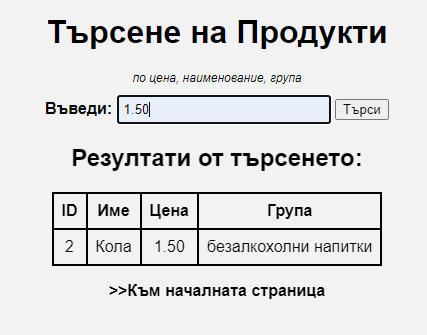 Търсене на Продукти
по цена, наименование, група
Въведи: 1.50 Търси
Резултати от търсенето:
ID Име Цена Група
2 Кола 1.50 безалкохолни напитки
>>Към началната страница